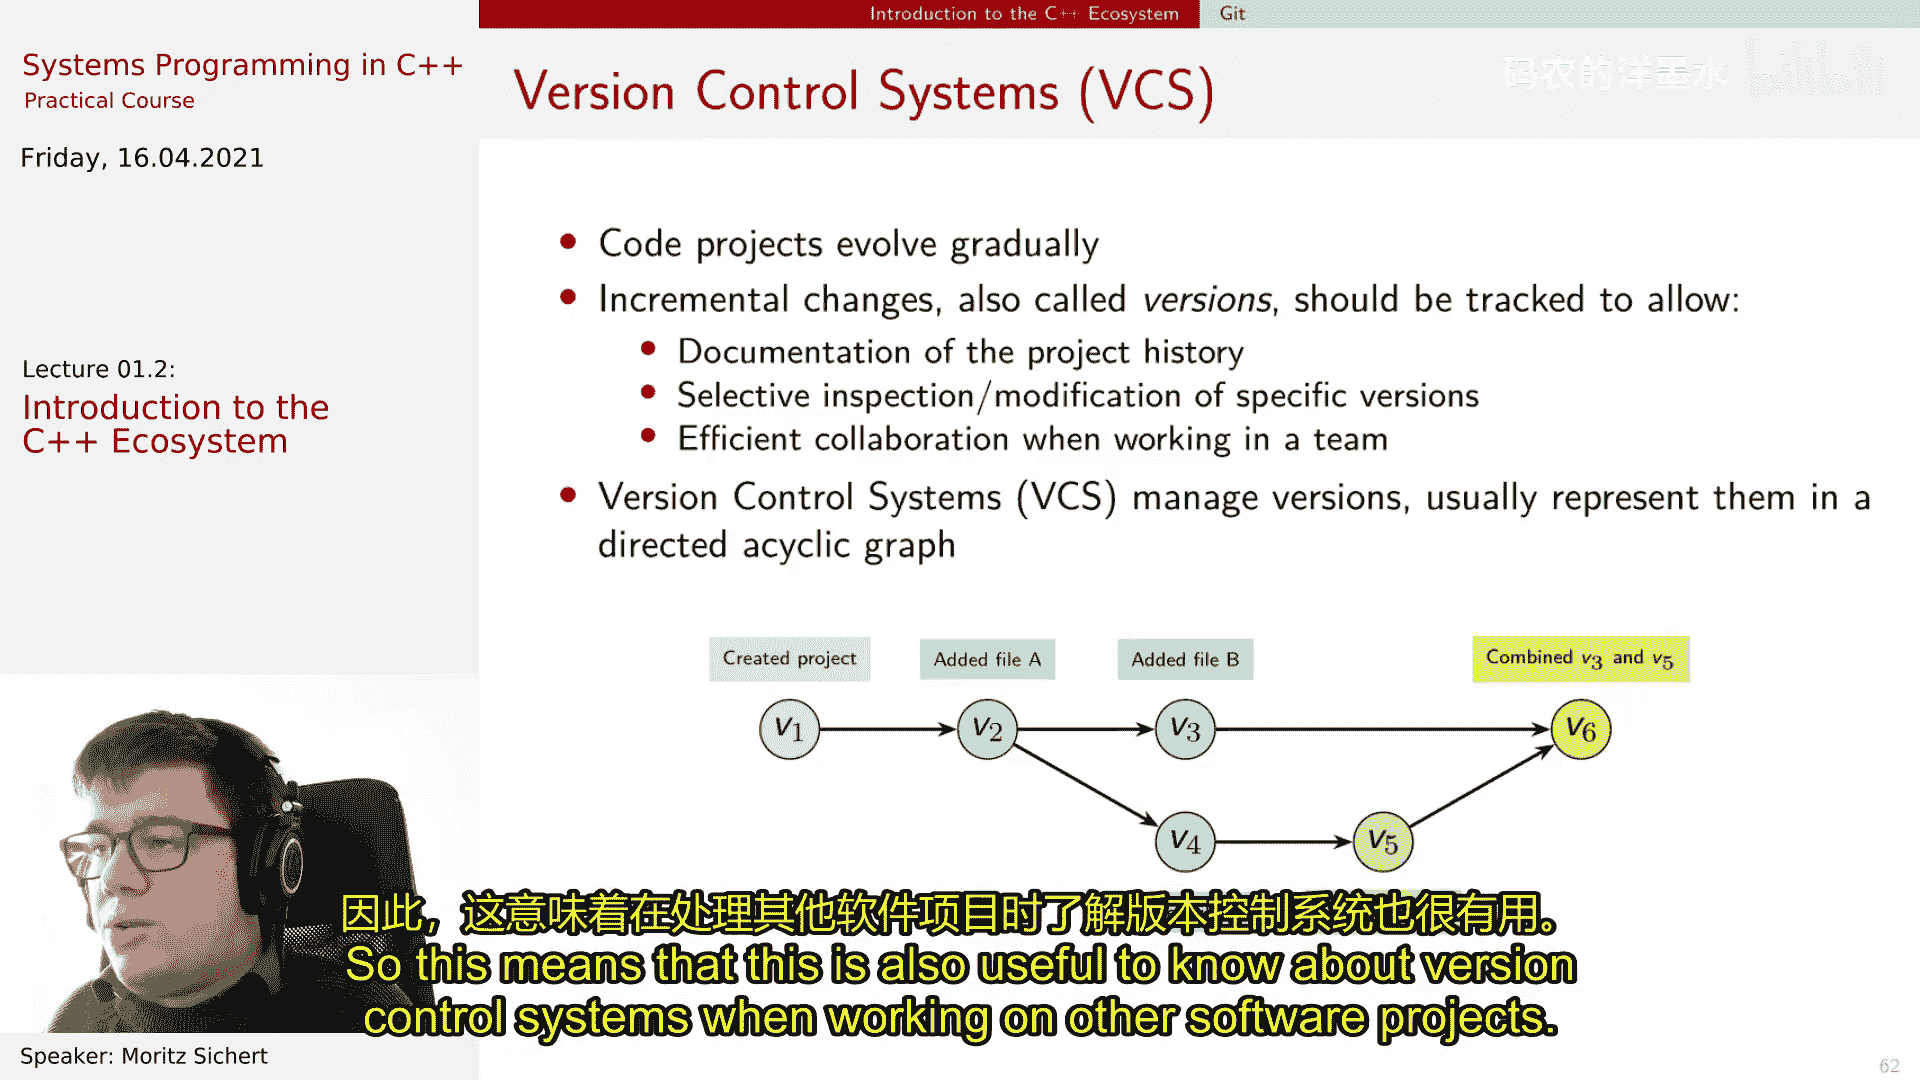 Introduction to the C++ Ecosystem
Git
Systems Programming in C++
Practical Course
Friday, 16.04.2021
Version Control Systems (VCS)
码农的洋墨水
Code projects evolve gradually
Incremental changes, also called versions, should be tracked to allow:
Documentation of the project history
Selective inspection/modification of specific versions
Efficient collaboration when working in a team
Version Control Systems (VCS) manage versions, usually represent them in a
directed acyclic graph
Lecture 01.2:
Introduction to the
C++ Ecosystem
Created project
Added file A
Added file B
Combined v3 and v5
v1
v2
v3
v6
v4
v5
因此，这意味着在处理其他软件项目时了解版本控制系统也很有用。
So this means that this is also useful to know about version
control systems when working on other software projects.
Speaker: Moritz Sichert
62